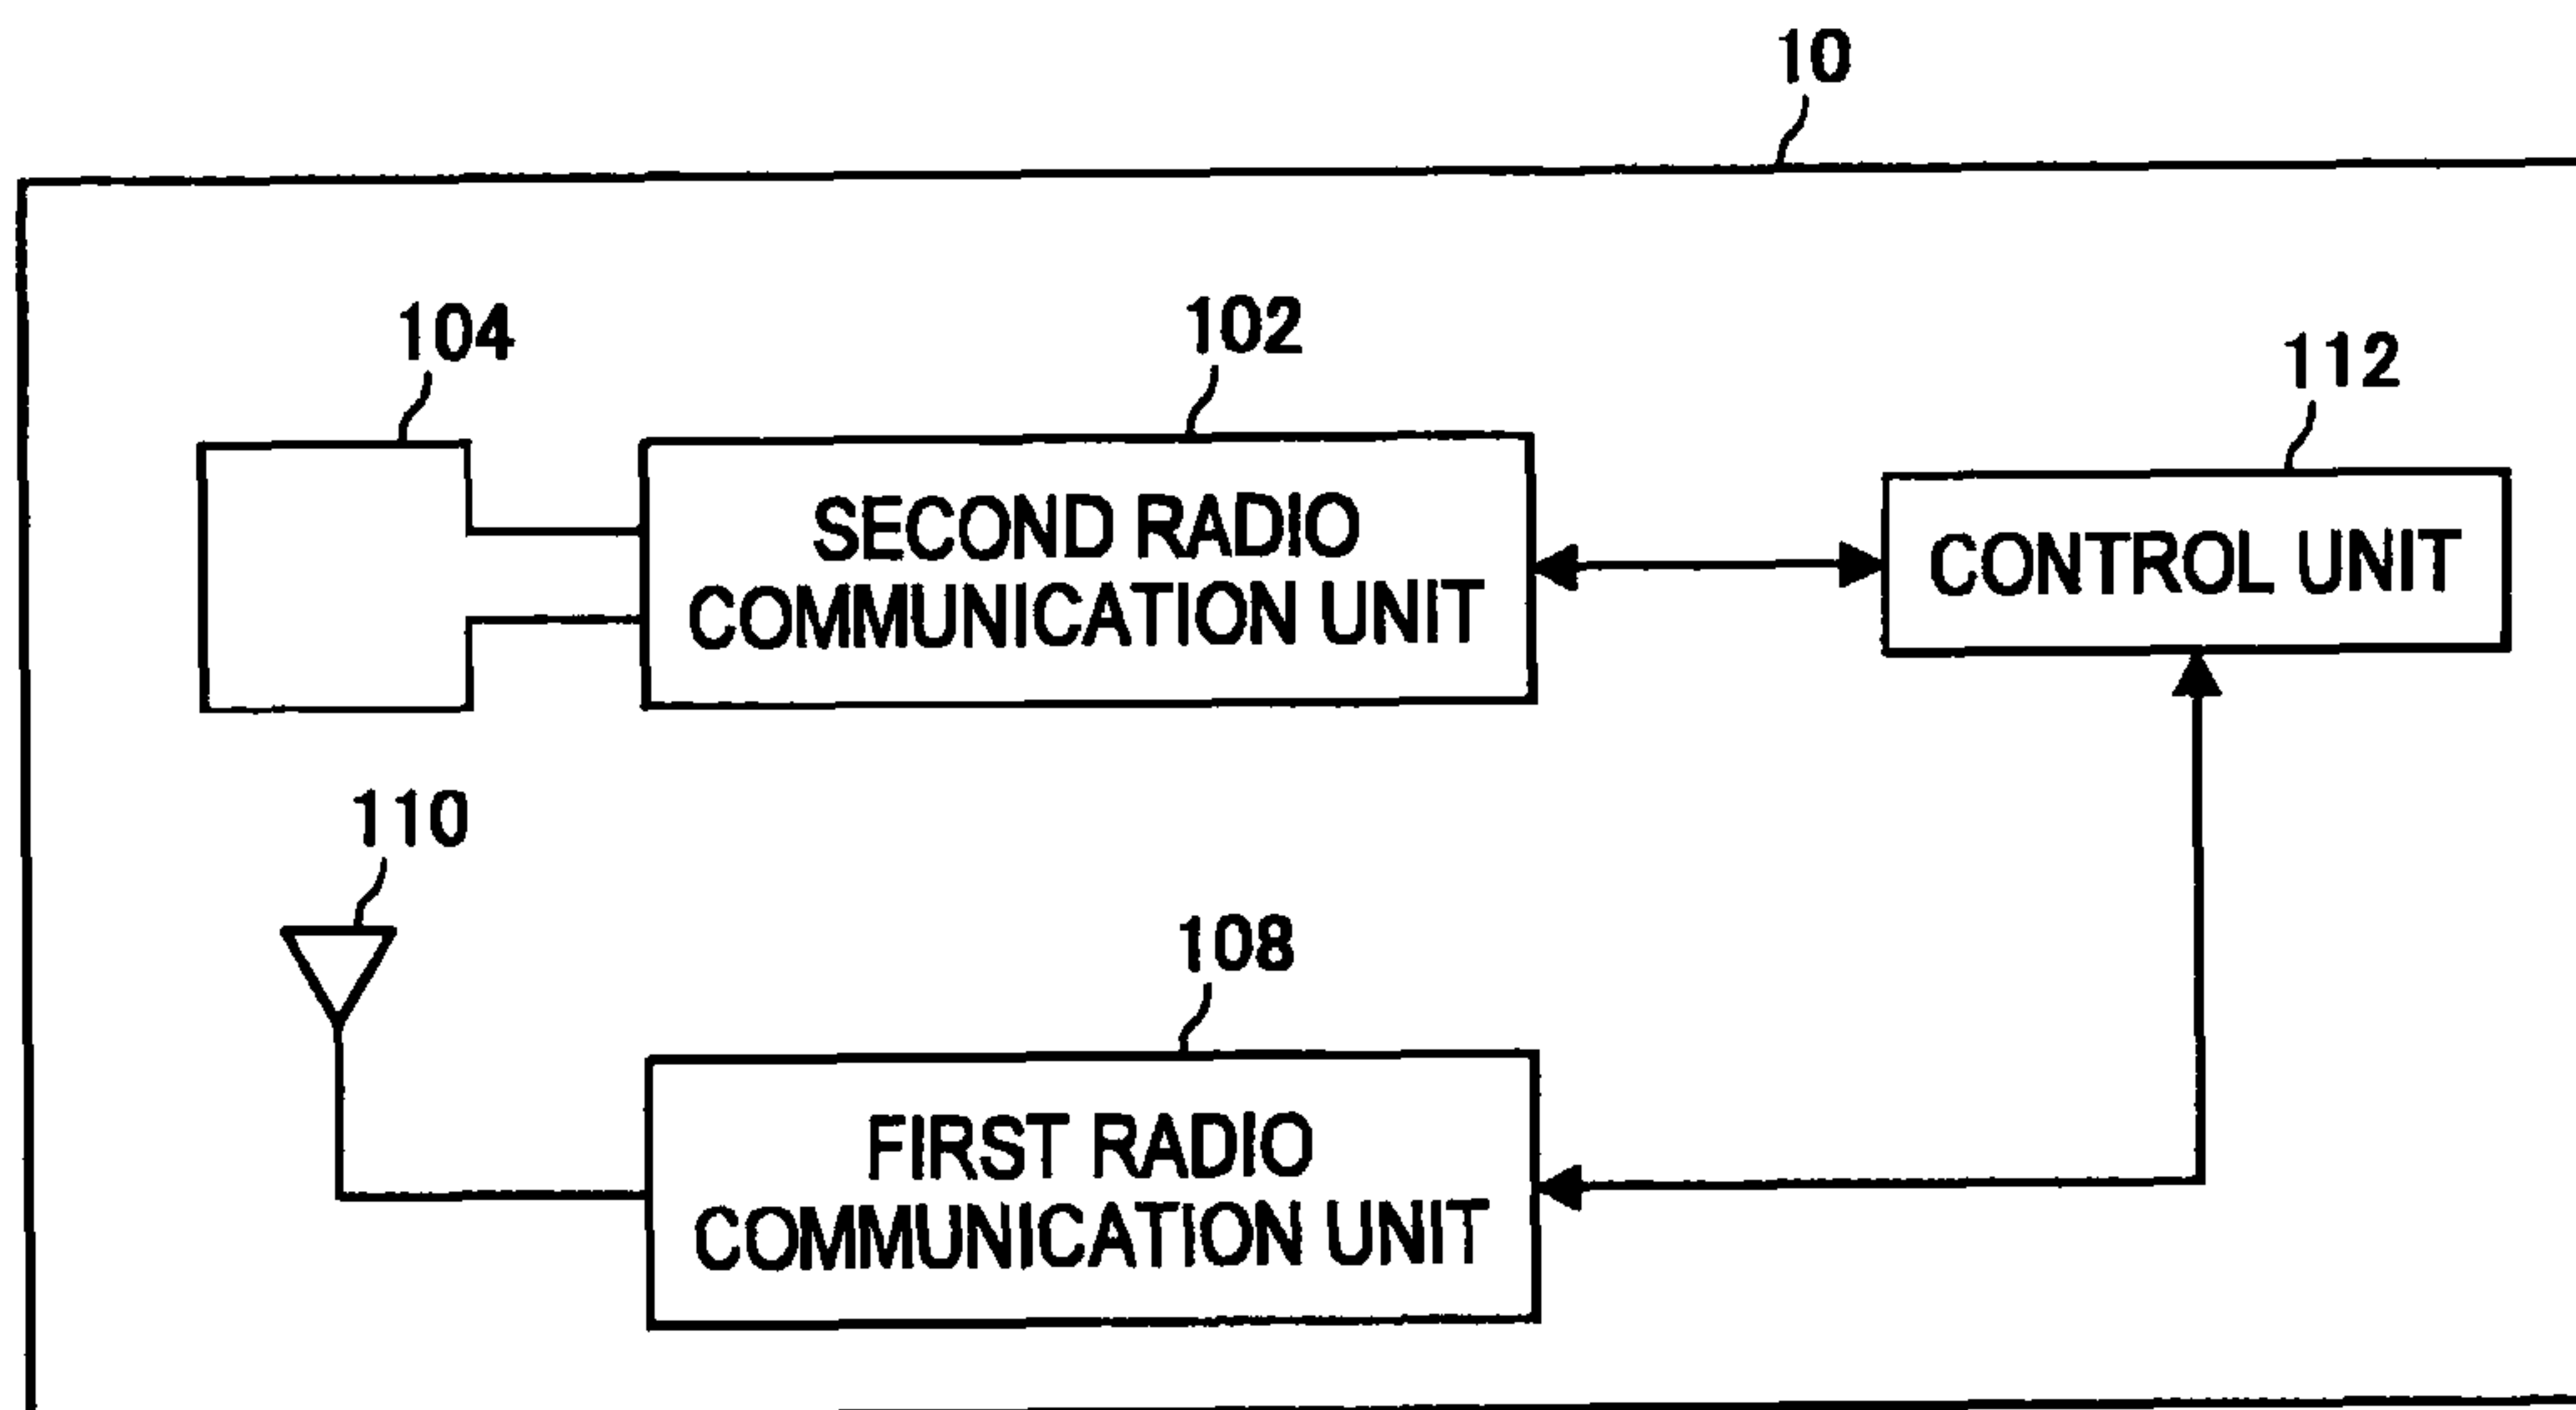 10
104
102
112
SECOND RADIO
COMMUNICATION UNIT
CONTROL UNIT
110
108
FIRST RADIO
COMMUNICATION UNIT